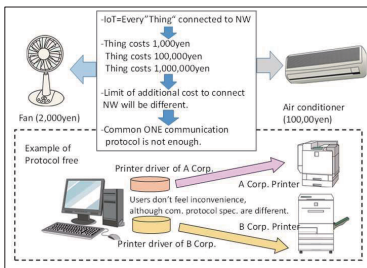 -IoT=Every"Thing" connected to NW
-Thing costs 1,000yen
Thing costs 100,000yen
Thing costs 1,000,000yen
-Limit of additional cost to connect
NW will be different.
-Common ONE communication
protocol is not enough.
Fan (2,000yen)
Air conditioner
(100,00yen)
Example of
Protocol free
Printer driver of A Corp.
A Corp. Printer
Users don't feel inconvenience,
although com. protocol spec. are different.
B Corp. Printer
Printer driver of B Corp.